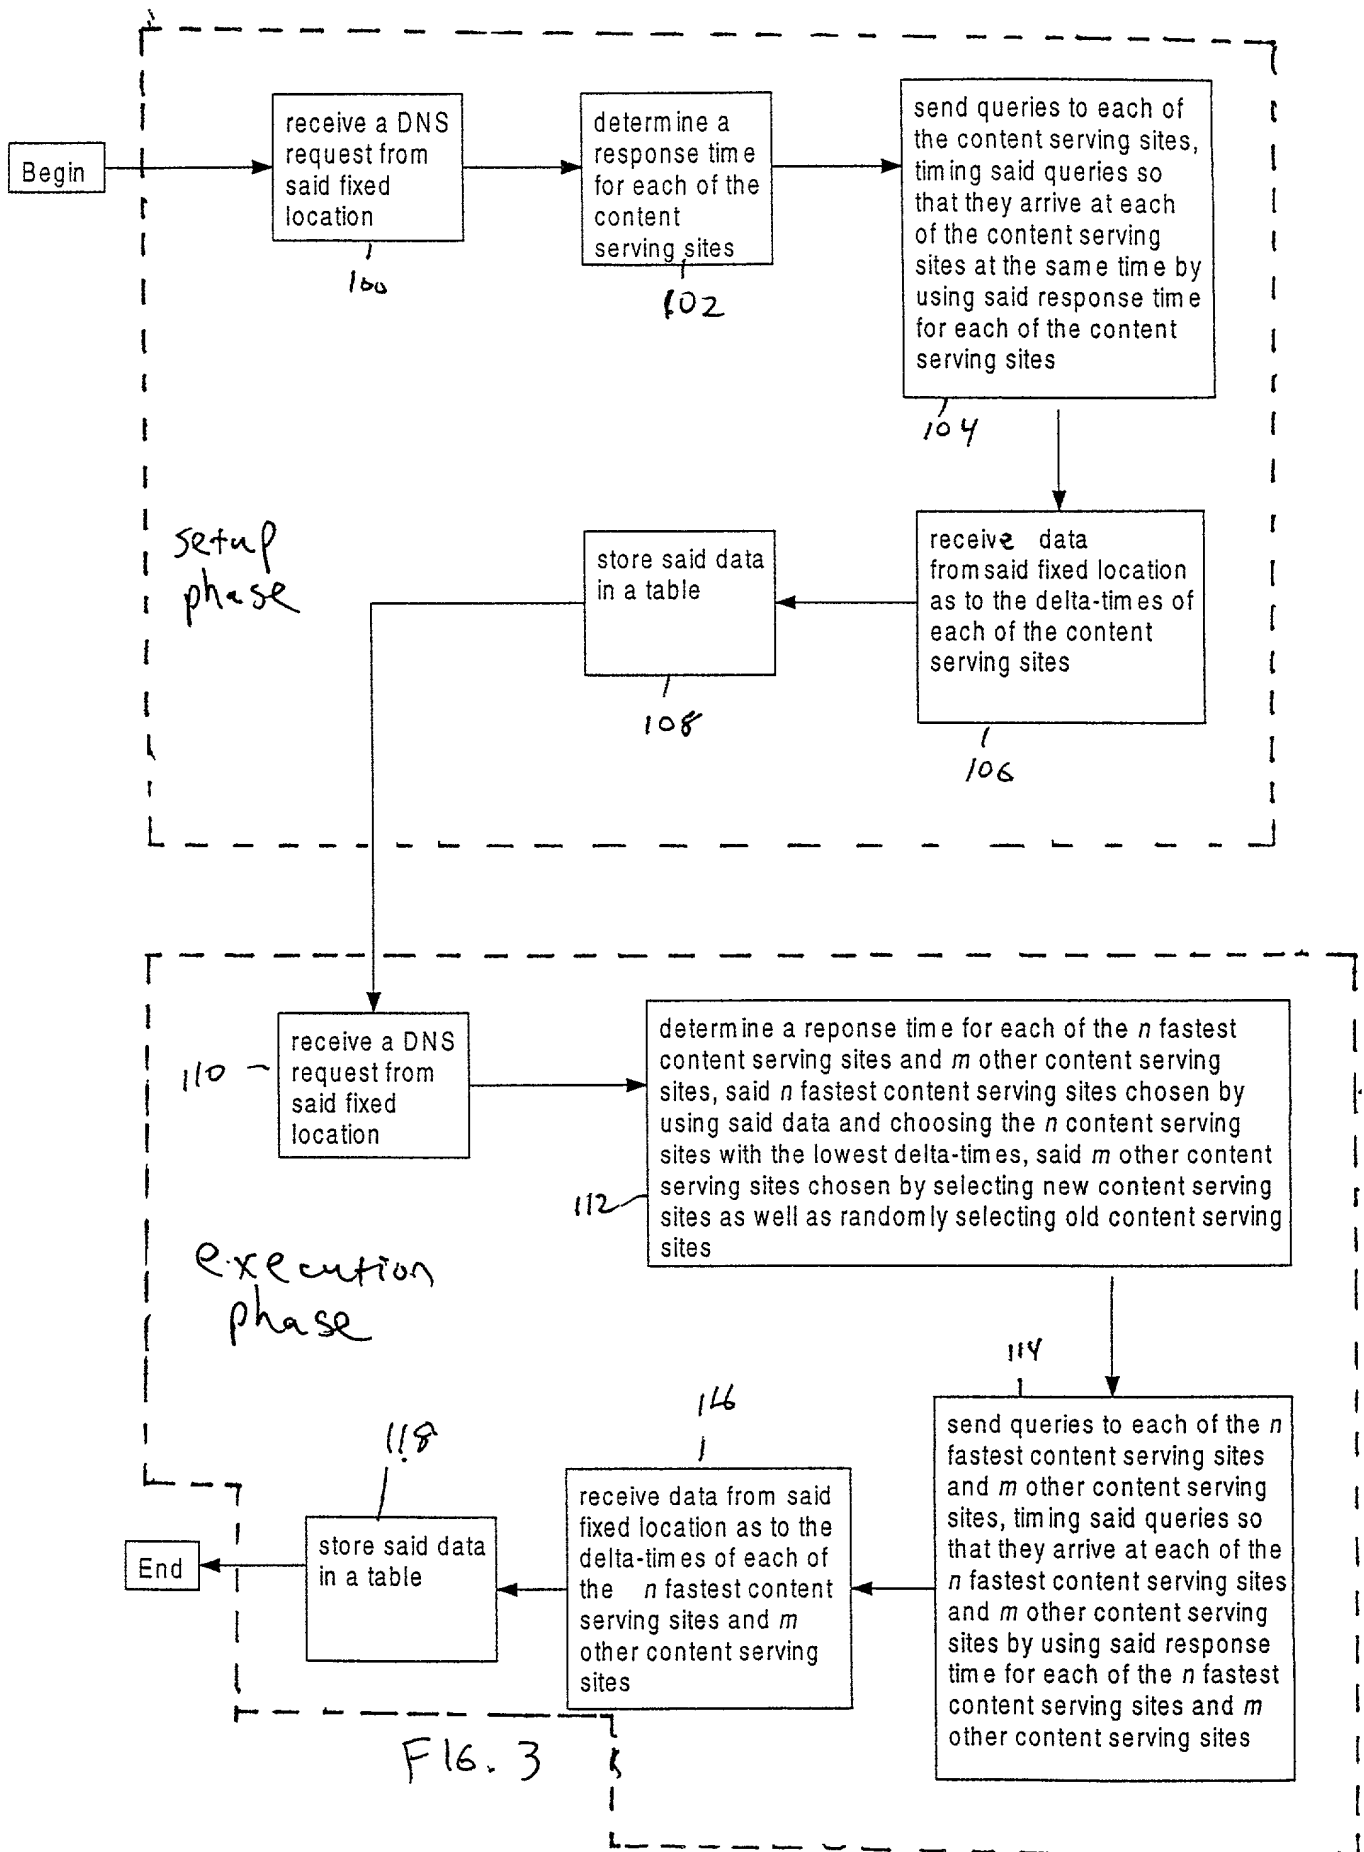 Begin
receive a DNS
request from
said fixed
location
100
determine a
response time
for each of the
content
serving sites
102
send queries to each of
the content serving sites,
timing said queries so
that they arrive at each
of the content serving
sites at the same time by
using said response time
for each of the content
serving sites
104
setup
phase
store said data
in a table
108
receive data
from said fixed location
as to the delta-times of
each of the content
serving sites
106
110
receive a DNS
request from
said fixed
location
determine a reponse time for each of the n fastest
content serving sites and m other content serving
sites, said n fastest content serving sites chosen by
using said data and choosing the n content serving
sites with the lowest delta-times, said m other content
serving sites chosen by selecting new content serving
sites as well as randomly selecting old content serving
sites
112
execution
phase
114
send queries to each of the n
fastest content serving sites
and m other content serving
sites, timing said queries so
that they arrive at each of the
n fastest content serving sites
and m other content serving
sites by using said response
time for each of the n fastest
content serving sites and m
other content serving sites
116
receive data from said
fixed location as to the
delta-times of each of
the n fastest content
serving sites and m
other content serving
sites
118
store said data
in a table
End
FIG. 3